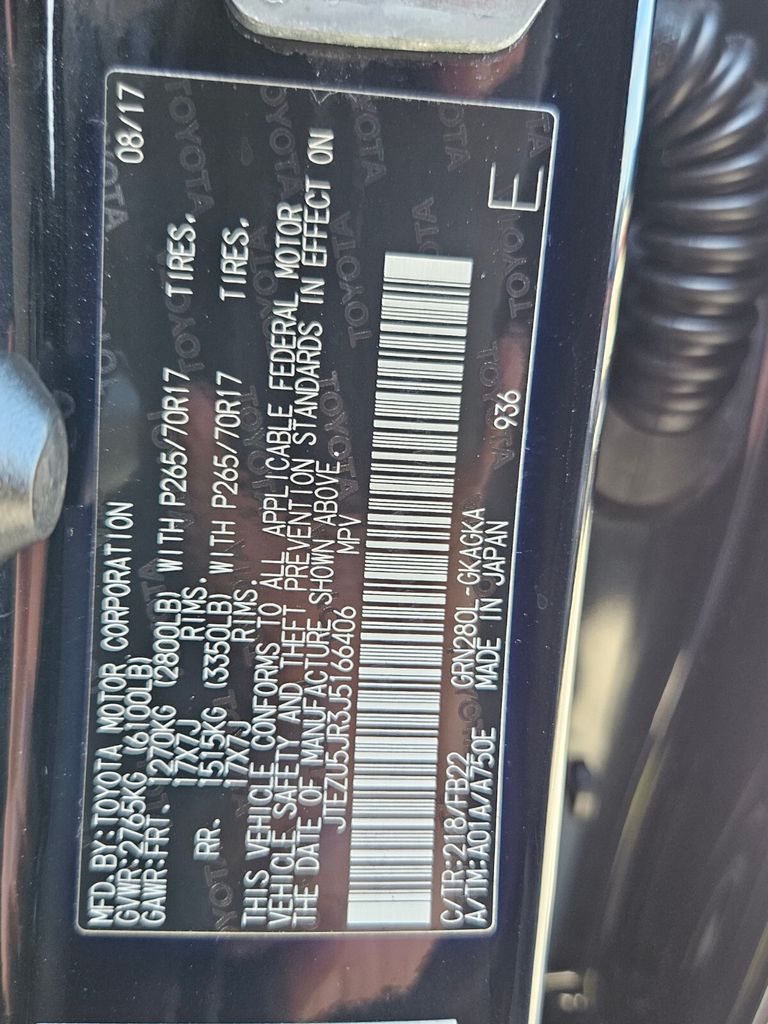 MFD.BY:TOYOTA MOTOR CORPORATION 08/17
GVWR:2765KG (6100LB)
GAWR:FRT. 1270KG (2800LB) WITH P265/70R17 TIRES,
17X7J RIMS.
RR. 1515KG (3350LB) WITH P265/70R17 TIRES,
17X7J RIMS.
THIS VEHICLE CONFORMS TO ALL APPLICABLE FEDERAL MOTOR
VEHICLE SAFETY AND THEFT PREVENTION STANDARDS IN EFFECT ON
THE DATE OF MANUFACTURE SHOWN ABOVE.
JTEZU5JR3J5166406 MPV
C/TR:218/FB22 GRN280L-GKAGKA 936
A/TM:A01A/A750E MADE IN JAPAN
E